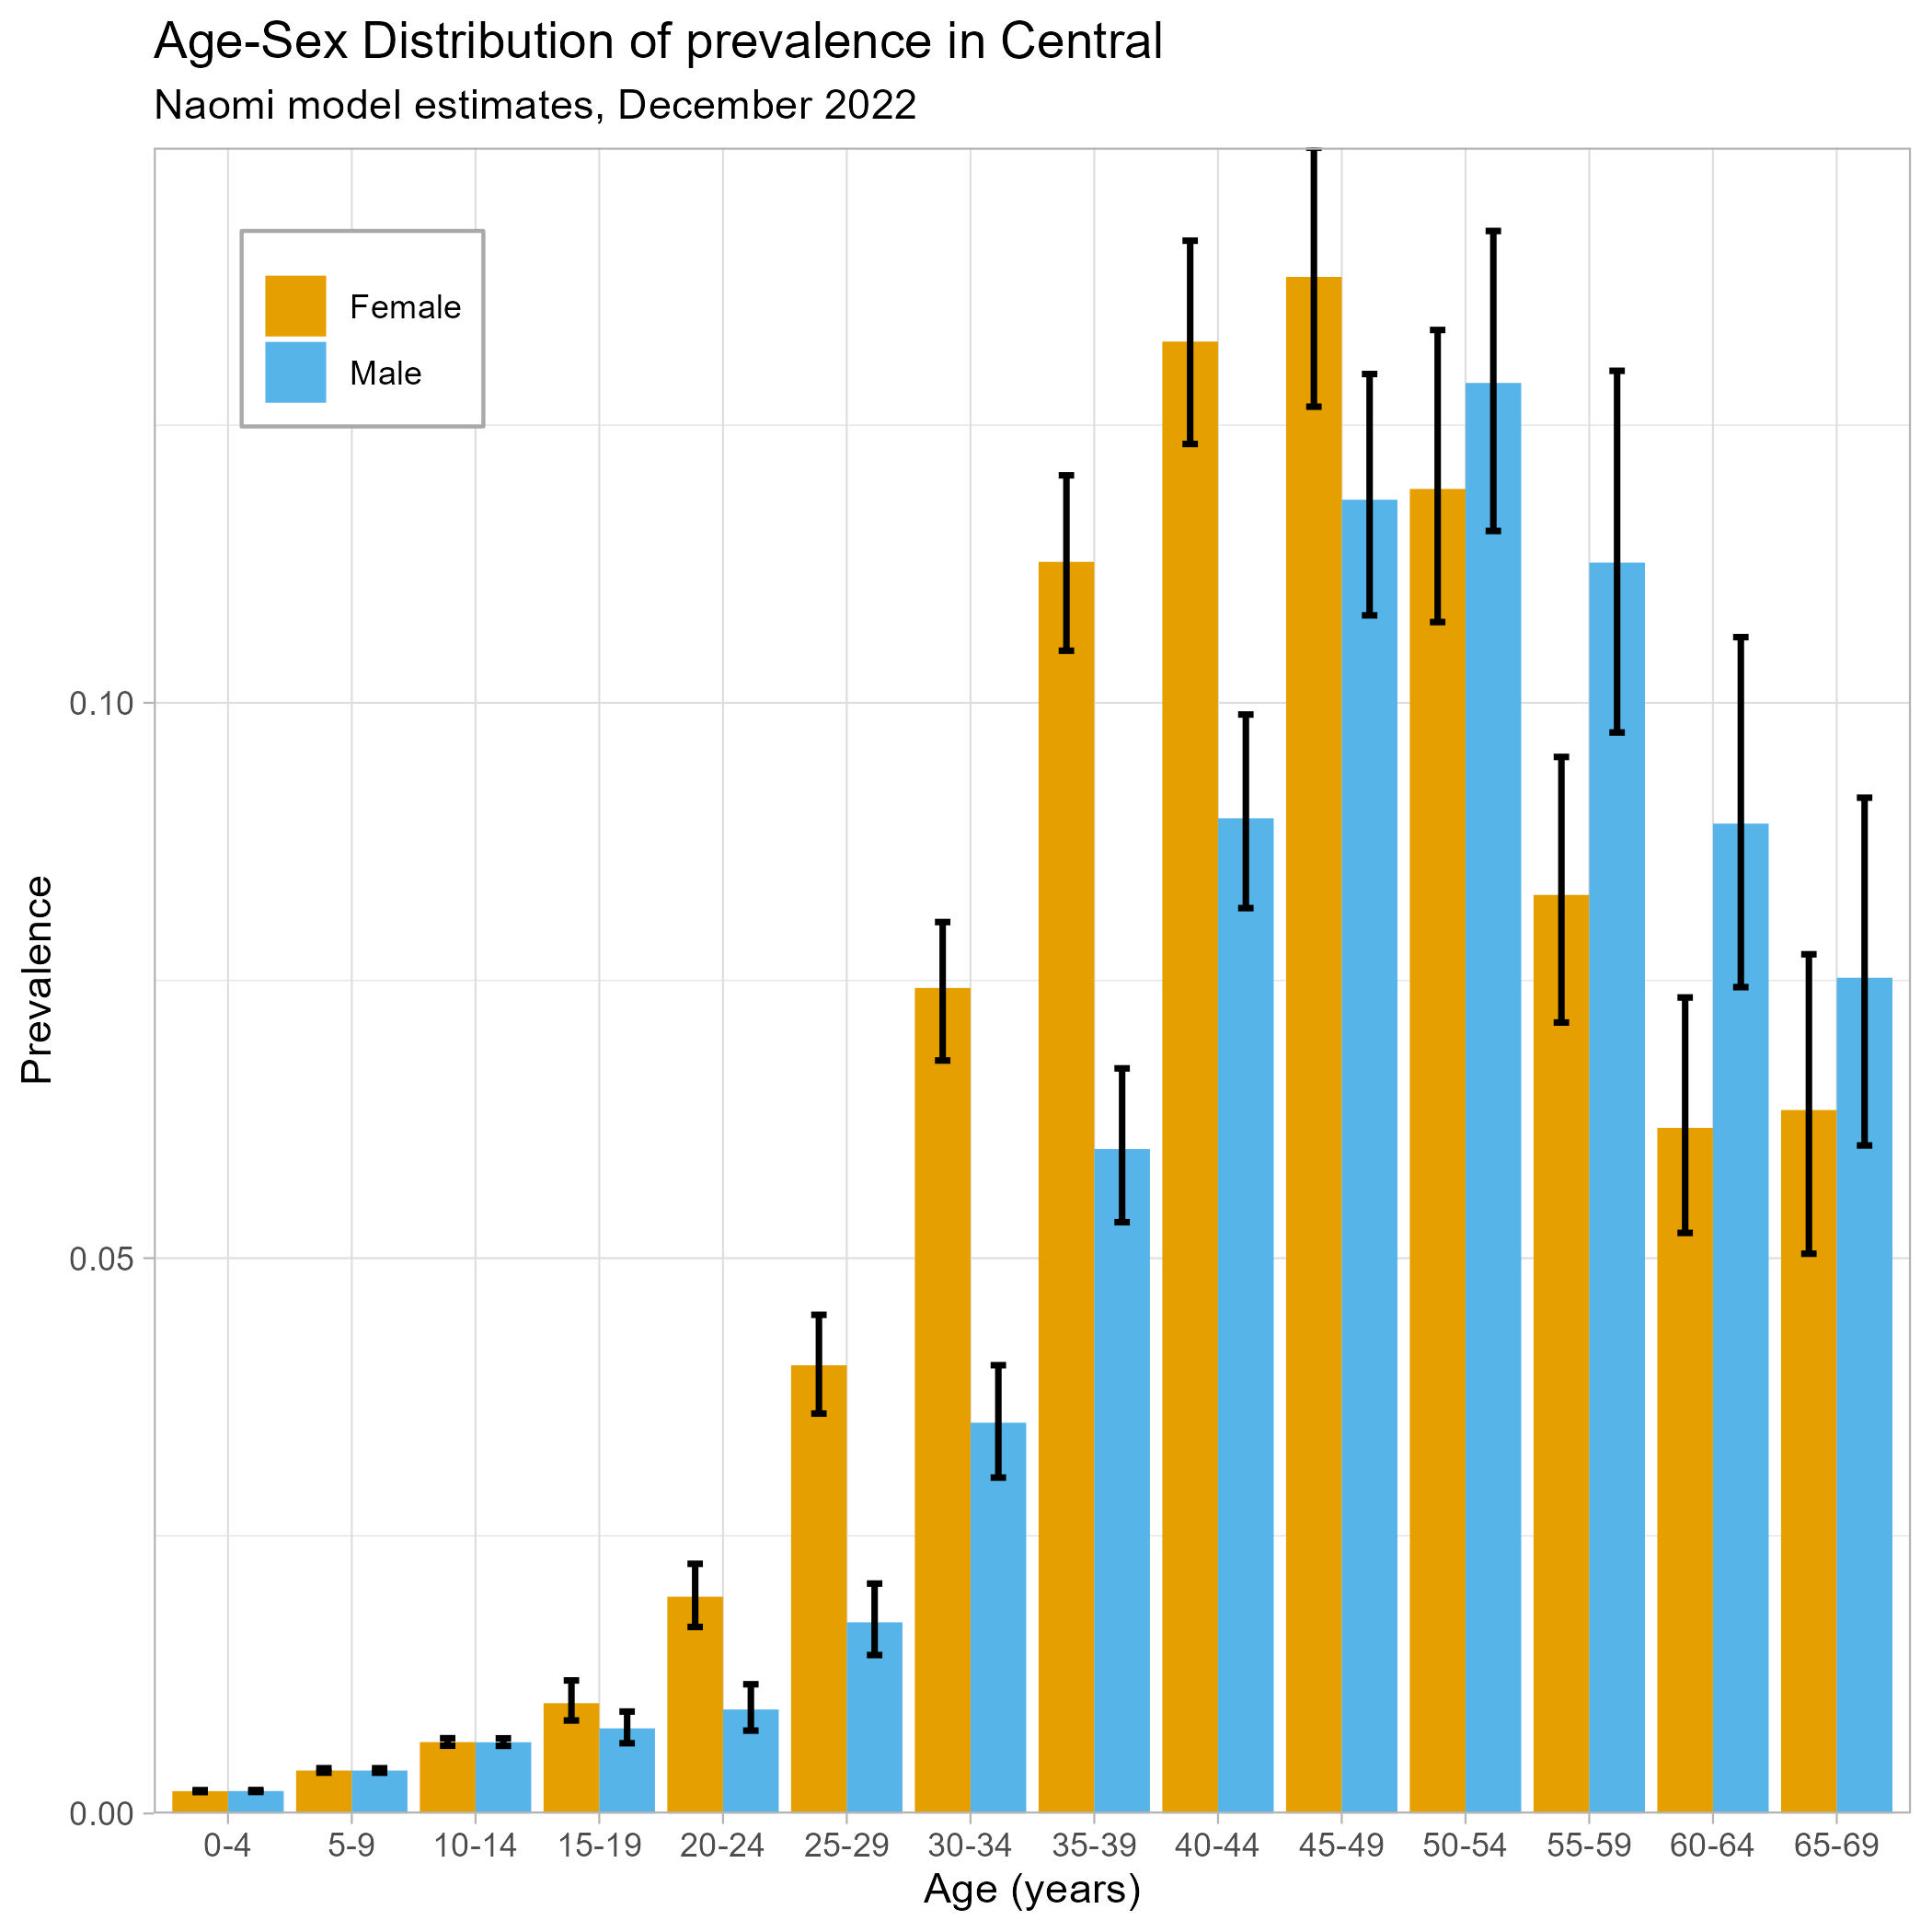 Age-Sex Distribution of prevalence in Central
Naomi model estimates, December 2022
Female
Male
Prevalence
0.10
0.05
0.00
0-4 5-9 10-14 15-19 20-24 25-29 30-34 35-39 40-44 45-49 50-54 55-59 60-64 65-69
Age (years)